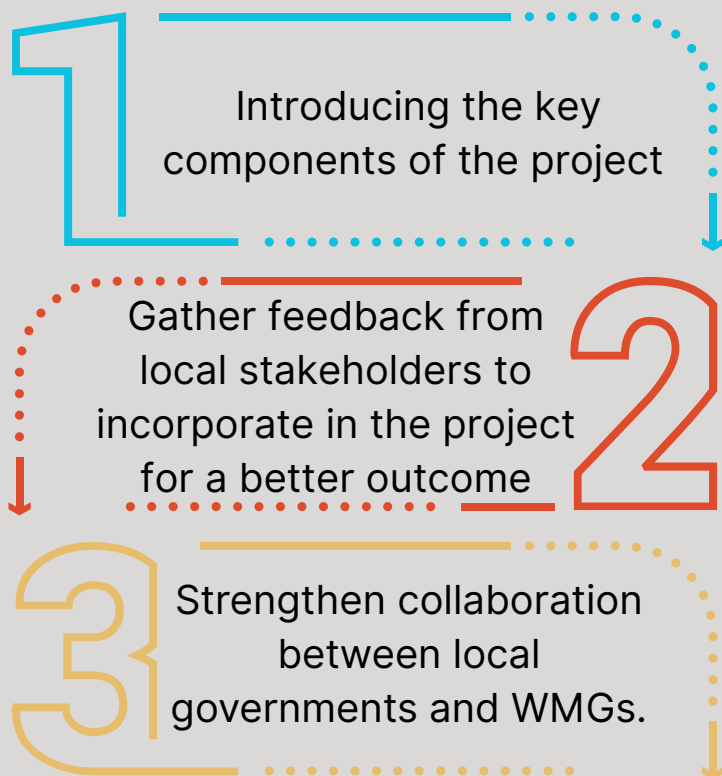 1
Introducing the key
components of the project
Gather feedback from
local stakeholders to
incorporate in the project
for a better outcome
2
3
Strengthen collaboration
between local
governments and WMGs.